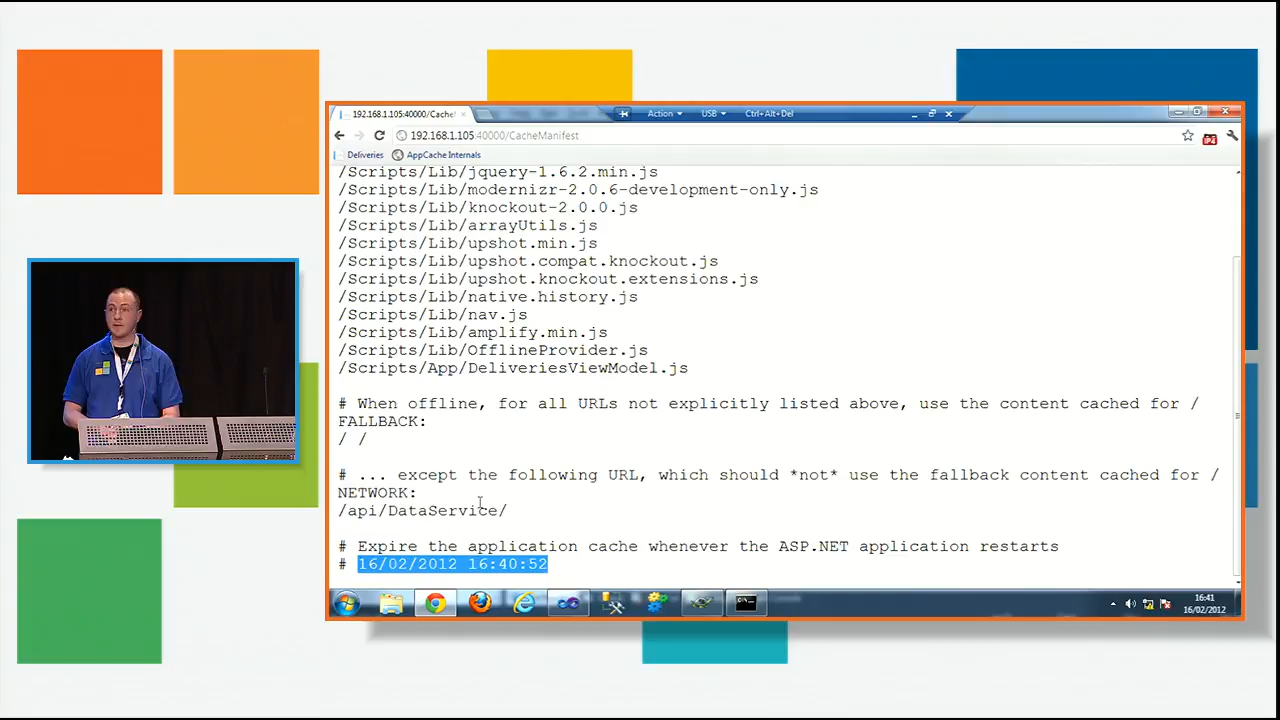 192.168.1.105:40000/Cache
Action
USB
Ctrl+Alt+Del
192.168.1.105:40000/CacheManifest
Deliveries
AppCache Internals
/Scripts/Lib/jquery-1.6.2.min.js
/Scripts/Lib/modernizr-2.0.6-development-only.js
/Scripts/Lib/knockout-2.0.0.js
/Scripts/Lib/arrayUtils.js
/Scripts/Lib/upshot.min.js
/Scripts/Lib/upshot.compat.knockout.js
/Scripts/Lib/upshot.knockout.extensions.js
/Scripts/Lib/native.history.js
/Scripts/Lib/nav.js
/Scripts/Lib/amplify.min.js
/Scripts/Lib/OfflineProvider.js
/Scripts/App/DeliveriesViewModel.js
# When offline, for all URLs not explicitly listed above, use the content cached for /
FALLBACK:
/ /
# ... except the following URL, which should *not* use the fallback content cached for /
NETWORK:
/api/DataService/
# Expire the application cache whenever the ASP.NET application restarts
# 16/02/2012 16:40:52
16:41
16/02/2012